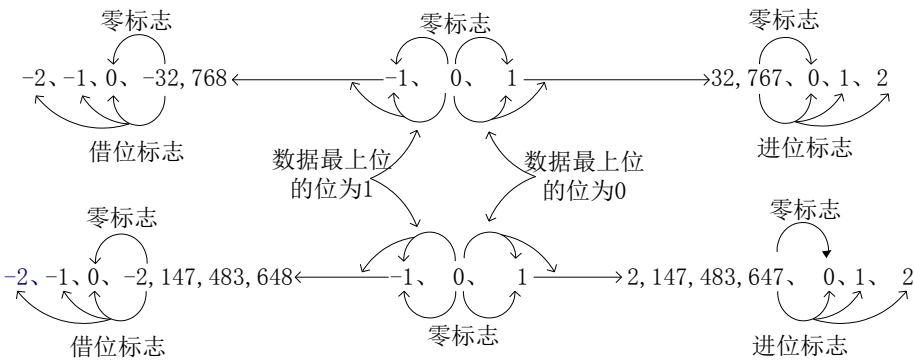 零标志 零标志 零标志
-2、-1、0、-32,768 -1、 0、 1 32,767、0、1、2
借位标志 进位标志
数据最上位的位为1 数据最上位的位为0
零标志 零标志
-2、-1、0、-2,147,483,648 -1、 0、 1 2,147,483,647、 0、1、 2
借位标志 零标志 进位标志